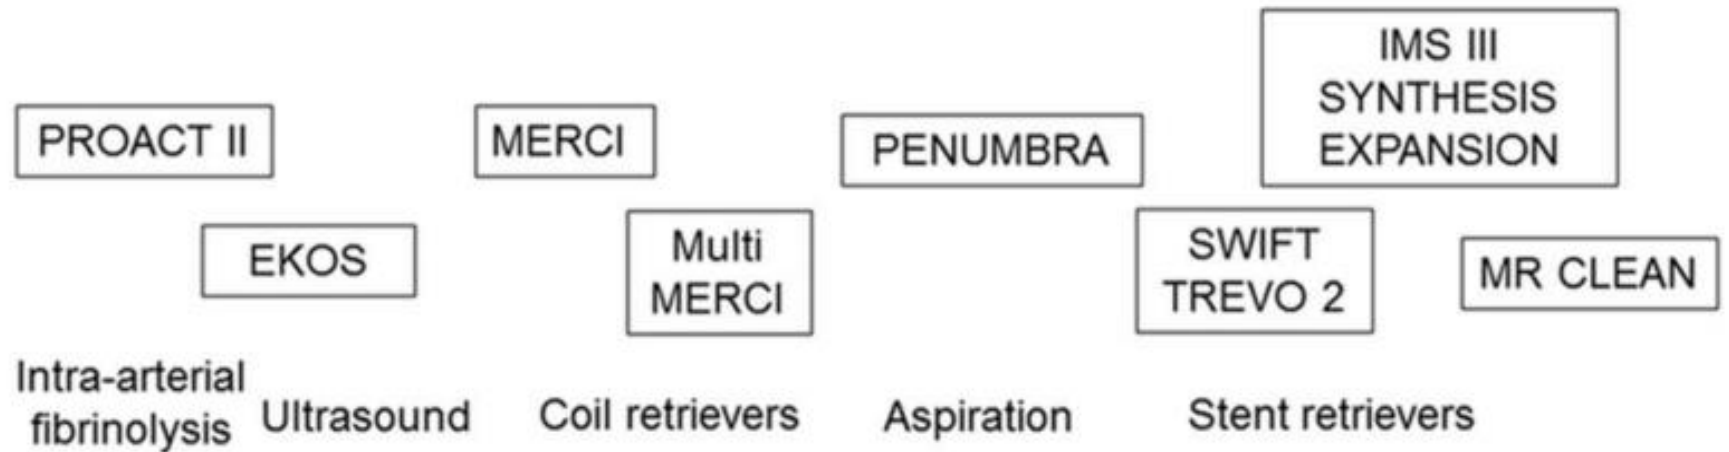 PROACT II
EKOS
MERCI
Multi
MERCI
PENUMBRA
IMS III
SYNTHESIS
EXPANSION
SWIFT
TREVO 2
MR CLEAN
Intra-arterial
fibrinolysis
Ultrasound
Coil retrievers
Aspiration
Stent retrievers